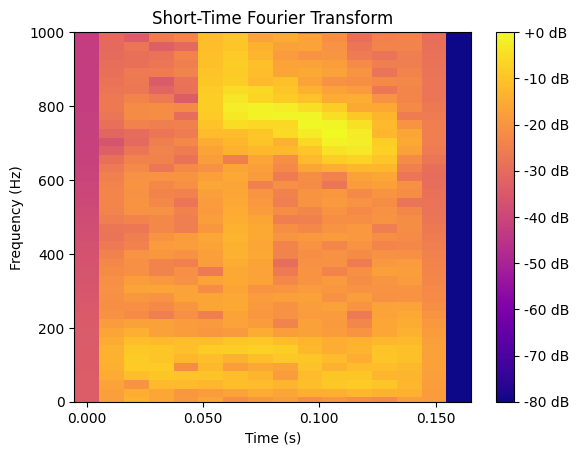 Short-Time Fourier Transform
1000
800
600
400
200
0
Frequency (Hz)
0.000
0.050
0.100
0.150
Time (s)
+0 dB
-10 dB
-20 dB
-30 dB
-40 dB
-50 dB
-60 dB
-70 dB
-80 dB